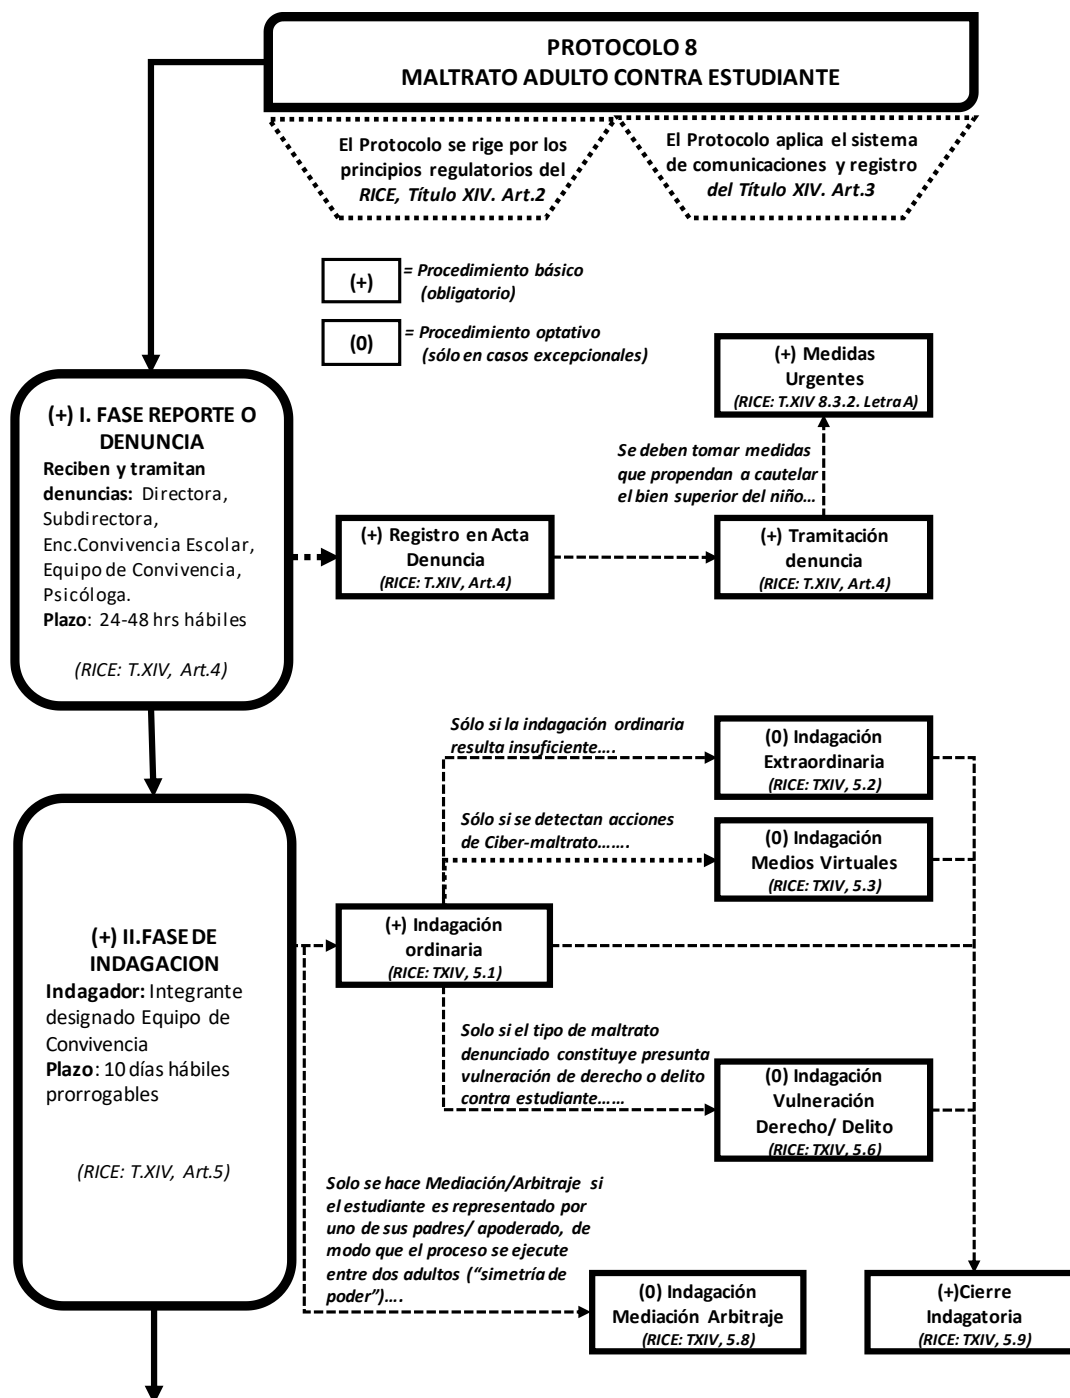 PROTOCOLO 8
MALTRATO ADULTO CONTRA ESTUDIANTE
El Protocolo se rige por los
principios regulatorios del
RICE, Título XIV. Art.2
El Protocolo aplica el sistema
de comunicaciones y registro
del Título XIV. Art.3
(+)
= Procedimiento básico
(obligatorio)
(0)
= Procedimiento optativo
(sólo en casos excepcionales)
(+) Medidas
Urgentes
(RICE: T.XIV 8.3.2. Letra A)
(+) I. FASE REPORTE O
DENUNCIA
Reciben y tramitan
denuncias: Directora,
Subdirectora,
Enc.Convivencia Escolar,
Equipo de Convivencia,
Psicóloga.
Plazo: 24-48 hrs hábiles
(RICE: T.XIV, Art.4)
Se deben tomar medidas
que propendan a cautelar
el bien superior del niño...
(+) Registro en Acta
Denuncia
(RICE: T.XIV, Art.4)
(+) Tramitación
denuncia
(RICE: T.XIV, Art.4)
Sólo si la indagación ordinaria
resulta insuficiente....
(0) Indagación
Extraordinaria
(RICE: TXIV, 5.2)
Sólo si se detectan acciones
de Ciber-maltrato.......
(0) Indagación
Medios Virtuales
(RICE: TXIV, 5.3)
(+) II.FASE DE
INDAGACION
Indagador: Integrante
designado Equipo de
Convivencia
Plazo: 10 días hábiles
prorrogables
(RICE: T.XIV, Art.5)
(+) Indagación
ordinaria
(RICE: TXIV, 5.1)
Solo si el tipo de maltrato
denunciado constituye presunta
vulneración de derecho o delito
contra estudiante......
(0) Indagación
Vulneración
Derecho/ Delito
(RICE: TXIV, 5.6)
Solo se hace Mediación/Arbitraje si
el estudiante es representado por
uno de sus padres/ apoderado, de
modo que el proceso se ejecute
entre dos adultos (“simetría de
poder”)....
(0) Indagación
Mediación Arbitraje
(RICE: TXIV, 5.8)
(+)Cierre
Indagatoria
(RICE: TXIV, 5.9)